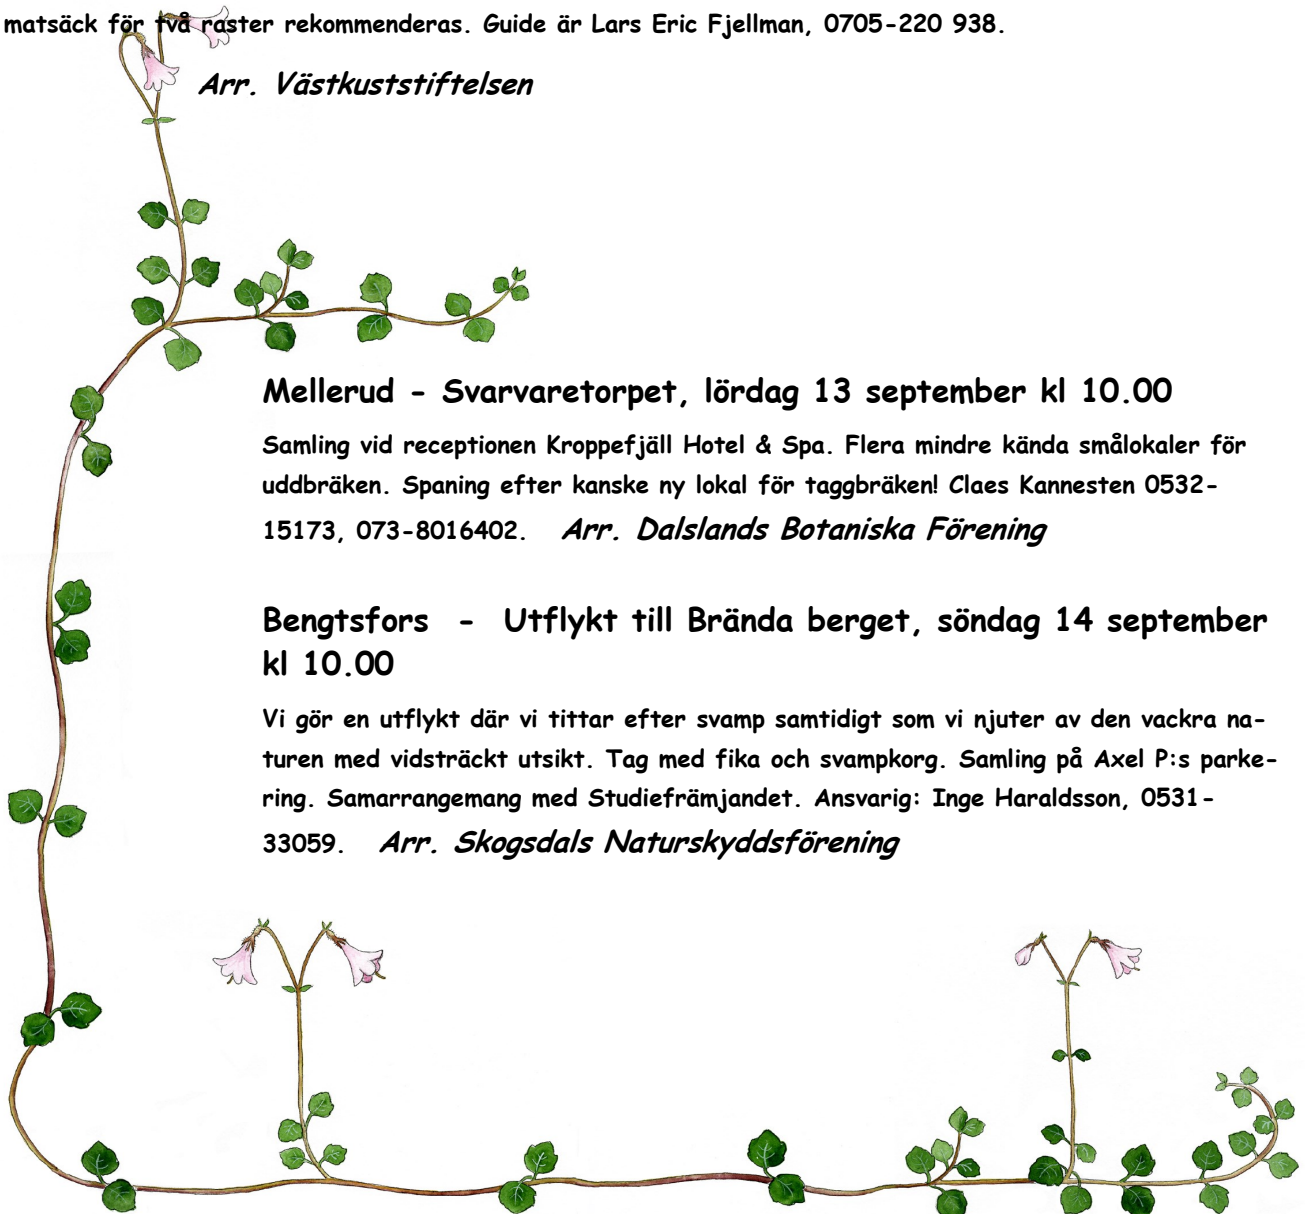 matsäck för två raster rekommenderas. Guide är Lars Eric Fjellman, 0705-220 938.
Arr. Västkuststiftelsen
Mellerud - Svarvaretorpet, lördag 13 september kl 10.00
Samling vid receptionen Kroppefjäll Hotel & Spa. Flera mindre kända smålokaler för
uddbräken. Spaning efter kanske ny lokal för taggbräken! Claes Kannesten 0532-
15173, 073-8016402. Arr. Dalslands Botaniska Förening
Bengtsfors - Utflykt till Brända berget, söndag 14 september
kl 10.00
Vi gör en utflykt där vi tittar efter svamp samtidigt som vi njuter av den vackra na-
turen med vidsträckt utsikt. Tag med fika och svampkorg. Samling på Axel P:s parke-
ring. Samarrangemang med Studiefrämjandet. Ansvarig: Inge Haraldsson, 0531-
33059. Arr. Skogsdals Naturskyddsförening